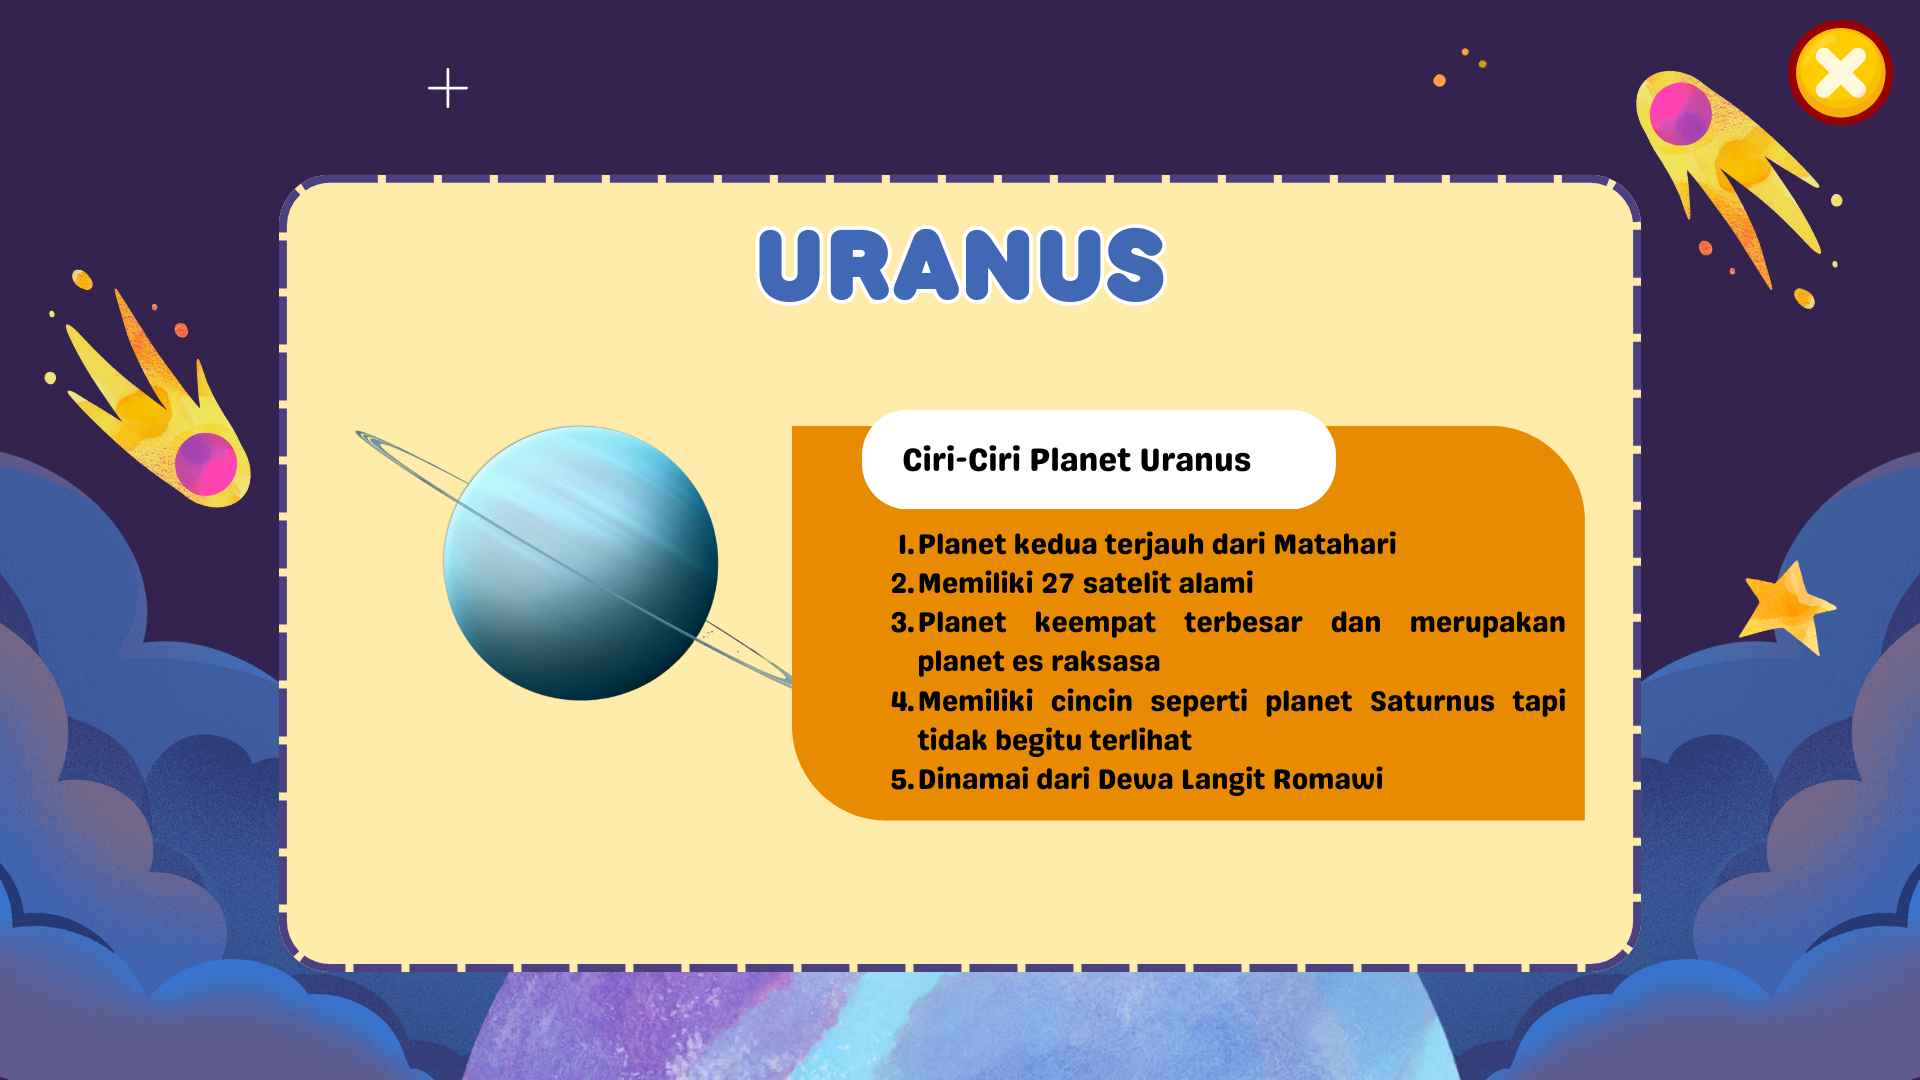 URANUS
Ciri-Ciri Planet Uranus
1. Planet kedua terjauh dari Matahari
2. Memiliki 27 satelit alami
3. Planet keempat terbesar dan merupakan
planet es raksasa
4. Memiliki cincin seperti planet Saturnus tapi
tidak begitu terlihat
5. Dinamai dari Dewa Langit Romawi